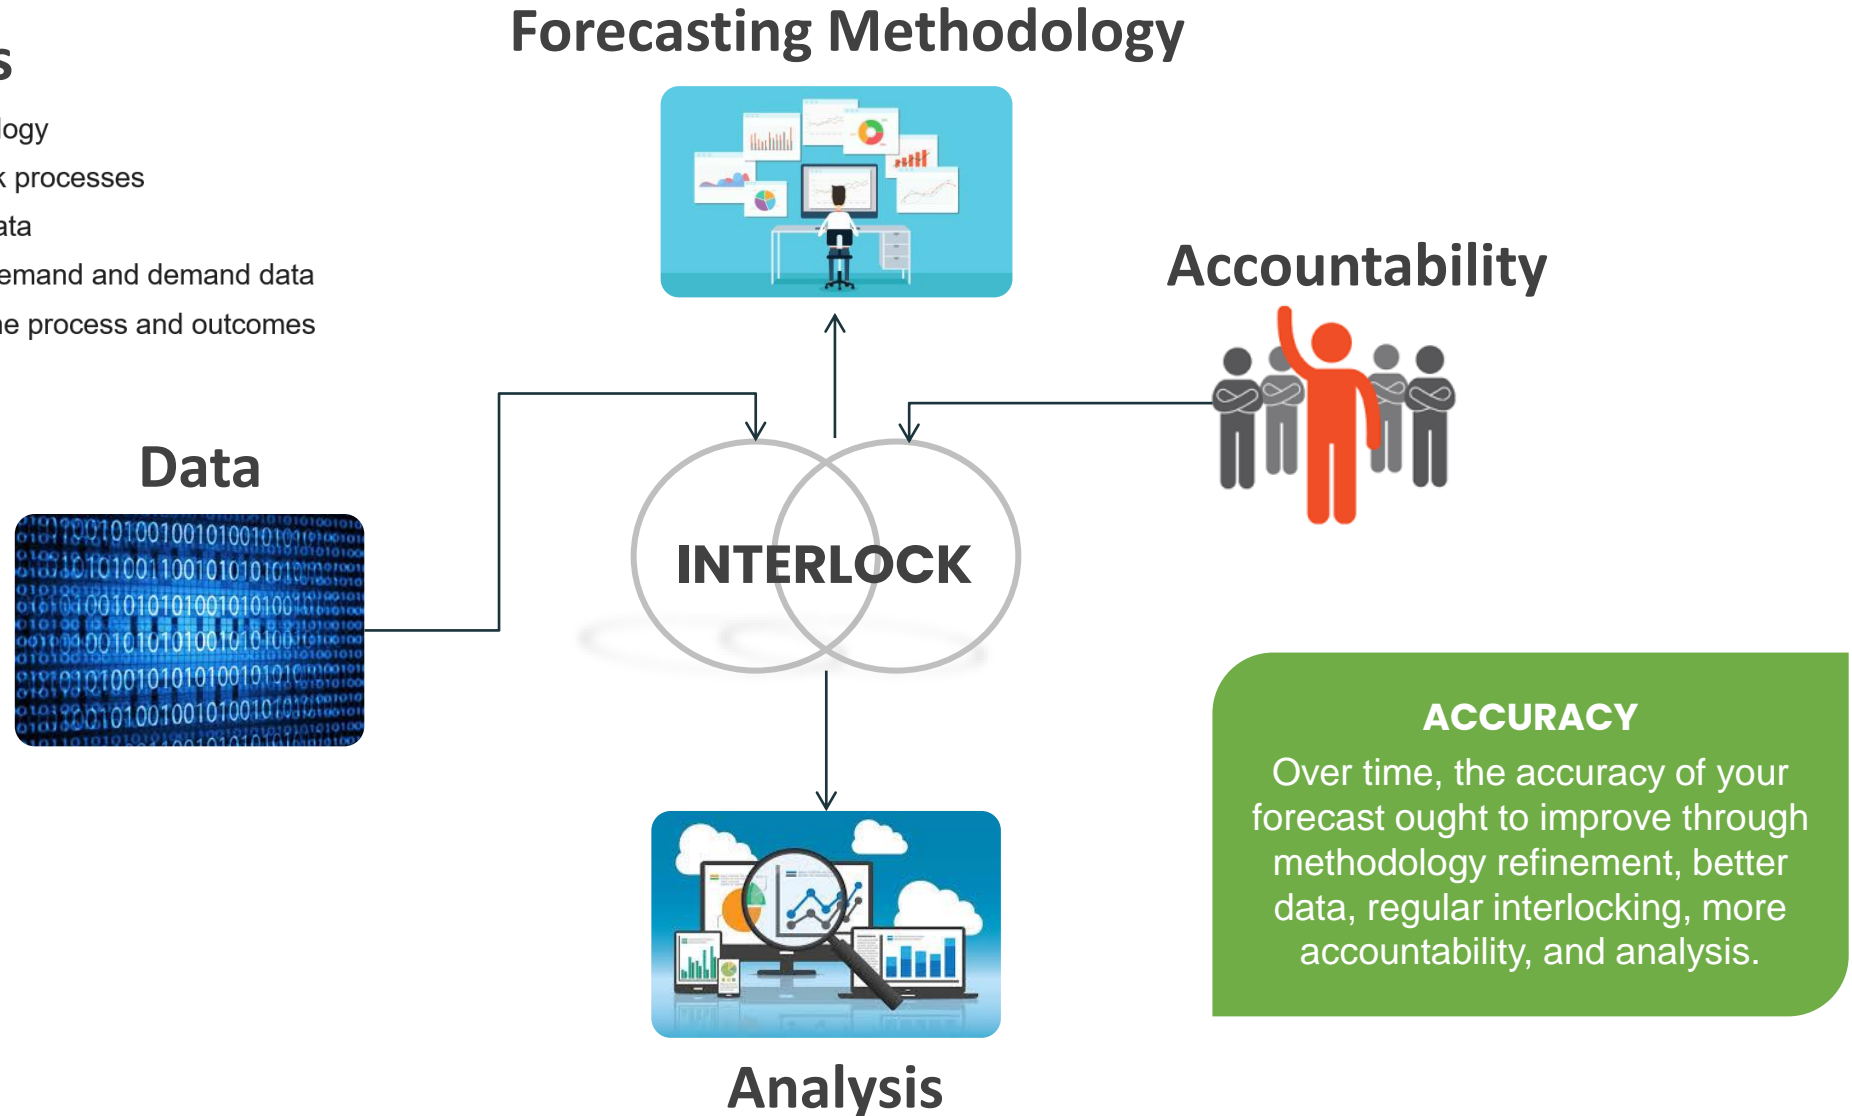 Forecasting Methodology
s
logy
k processes
ata
emand and demand data
e process and outcomes
Accountability
Data
INTERLOCK
ACCURACY
Over time, the accuracy of your
forecast ought to improve through
methodology refinement, better
data, regular interlocking, more
accountability, and analysis.
Analysis